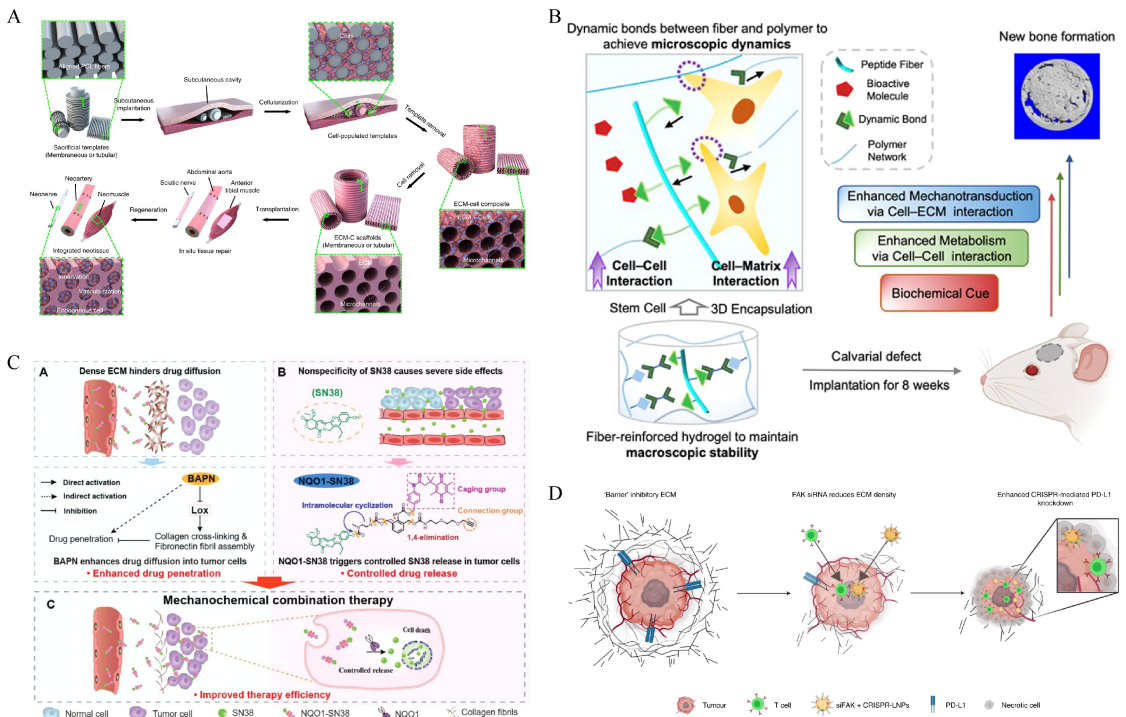 A
Aligned PCL fibers
Sacrificial templates
(Membraneous or tubular)
Subcutaneous
implantation
Subcutaneous cavity
Cellularization
Cells
Cell-populated templates
Template removal
ECM-cell composite
ECM-C Cells
Microchannels
Cell removal
ECM-C scaffolds
(Membraneous or tubular)
ECM
Microchannels
Transplantation
Abdominal aorta
Sciatic nerve
Anterior
tibial muscle
In situ tissue repair
Regeneration
Neoartery
Neonerve
Neomuscle
Integrated neotissue
Innervation
Vascularization
Endogenous cell
B
Dynamic bonds between fiber and polymer to
achieve microscopic dynamics
Cell–Cell
Interaction
Cell–Matrix
Interaction
Peptide Fiber
Bioactive
Molecule
Dynamic Bond
Polymer
Network
New bone formation
Enhanced Mechanotransduction
via Cell–ECM interaction
Enhanced Metabolism
via Cell–Cell interaction
Biochemical Cue
Stem Cell
3D Encapsulation
Calvarial defect
Implantation for 8 weeks
Fiber-reinforced hydrogel to maintain
macroscopic stability
C
A
Dense ECM hinders drug diffusion
B
Nonspecificity of SN38 causes severe side effects
(SN38)
Direct activation
Indirect activation
Inhibition
BAPN
Lox
Drug penetration
Collagen cross-linking &
Fibronectin fibril assembly
BAPN enhances drug diffusion into tumor cells
• Enhanced drug penetration
NQO1-SN38
Caging group
Intramolecular cyclization
Connection group
1,4-elimination
NQO1-SN38 triggers controlled SN38 release in tumor cells
• Controlled drug release
C
Mechanochemical combination therapy
Cell death
Controlled release
• Improved therapy efficiency
Normal cell
Tumor cell
SN38
NQO1-SN38
NQO1
Collagen fibrils
D
'Barrier' inhibitory ECM
FAK siRNA reduces ECM density
Enhanced CRISPR-mediated PD-L1
knockdown
Tumour
T cell
siFAK + CRISPR-LNPs
PD-L1
Necrotic cell